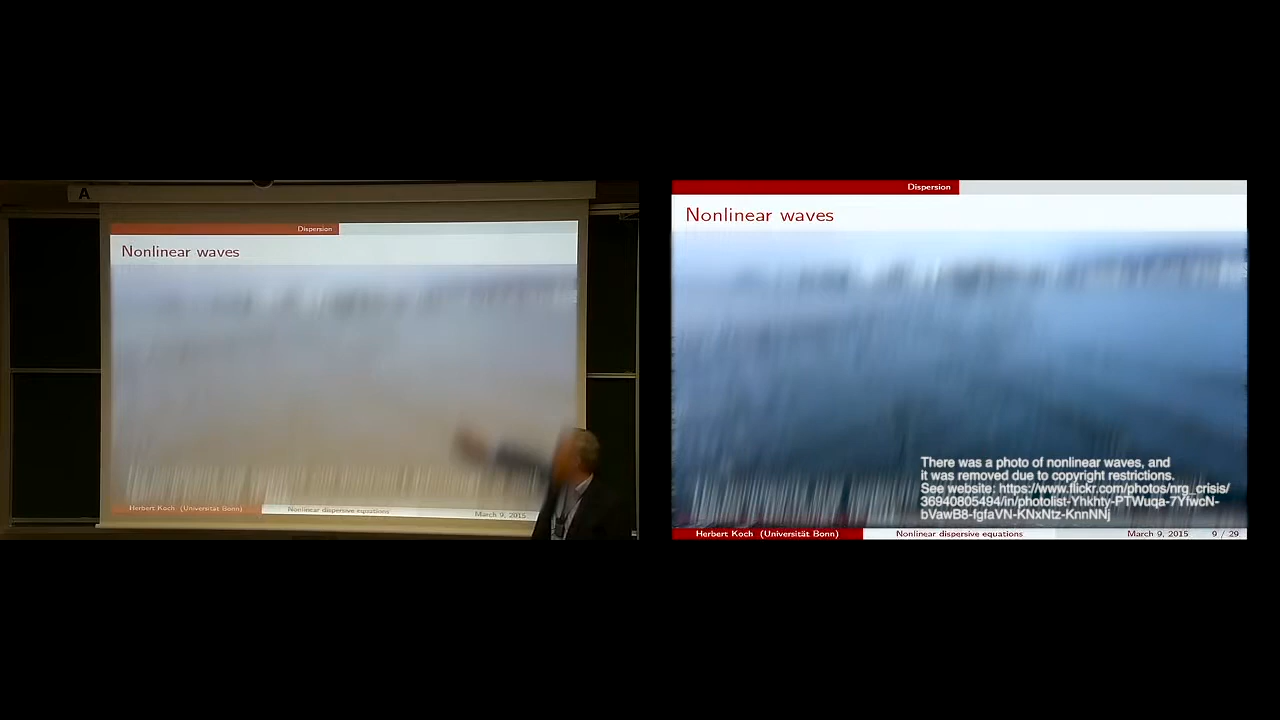 A
Dispersion
Nonlinear waves
Herbert Koch (Universität Bonn)
Nonlinear dispersive equations
March 9, 2015
Dispersion
Nonlinear waves
There was a photo of nonlinear waves, and
it was removed due to copyright restrictions.
See website: https://www.flickr.com/photos/nrg_crisis/
36940805494/in/photolist-Yhkhty-PTWuqa-7YfwcN-
bVawB8-fgfaVN-KNxNtz-KnnNNj
Herbert Koch (Universität Bonn)
Nonlinear dispersive equations
March 9, 2015
9 / 29